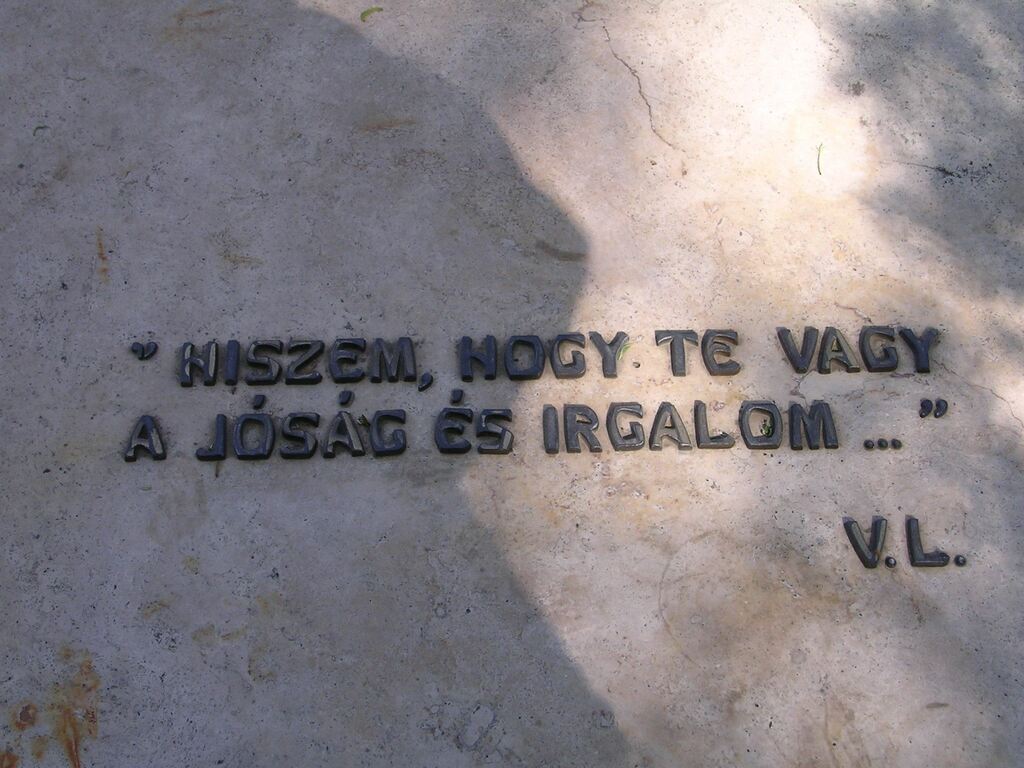 " HISZEM, HOGY TE VAGY
A JÓSÁG ÉS IRGALOM ... "
V. L.